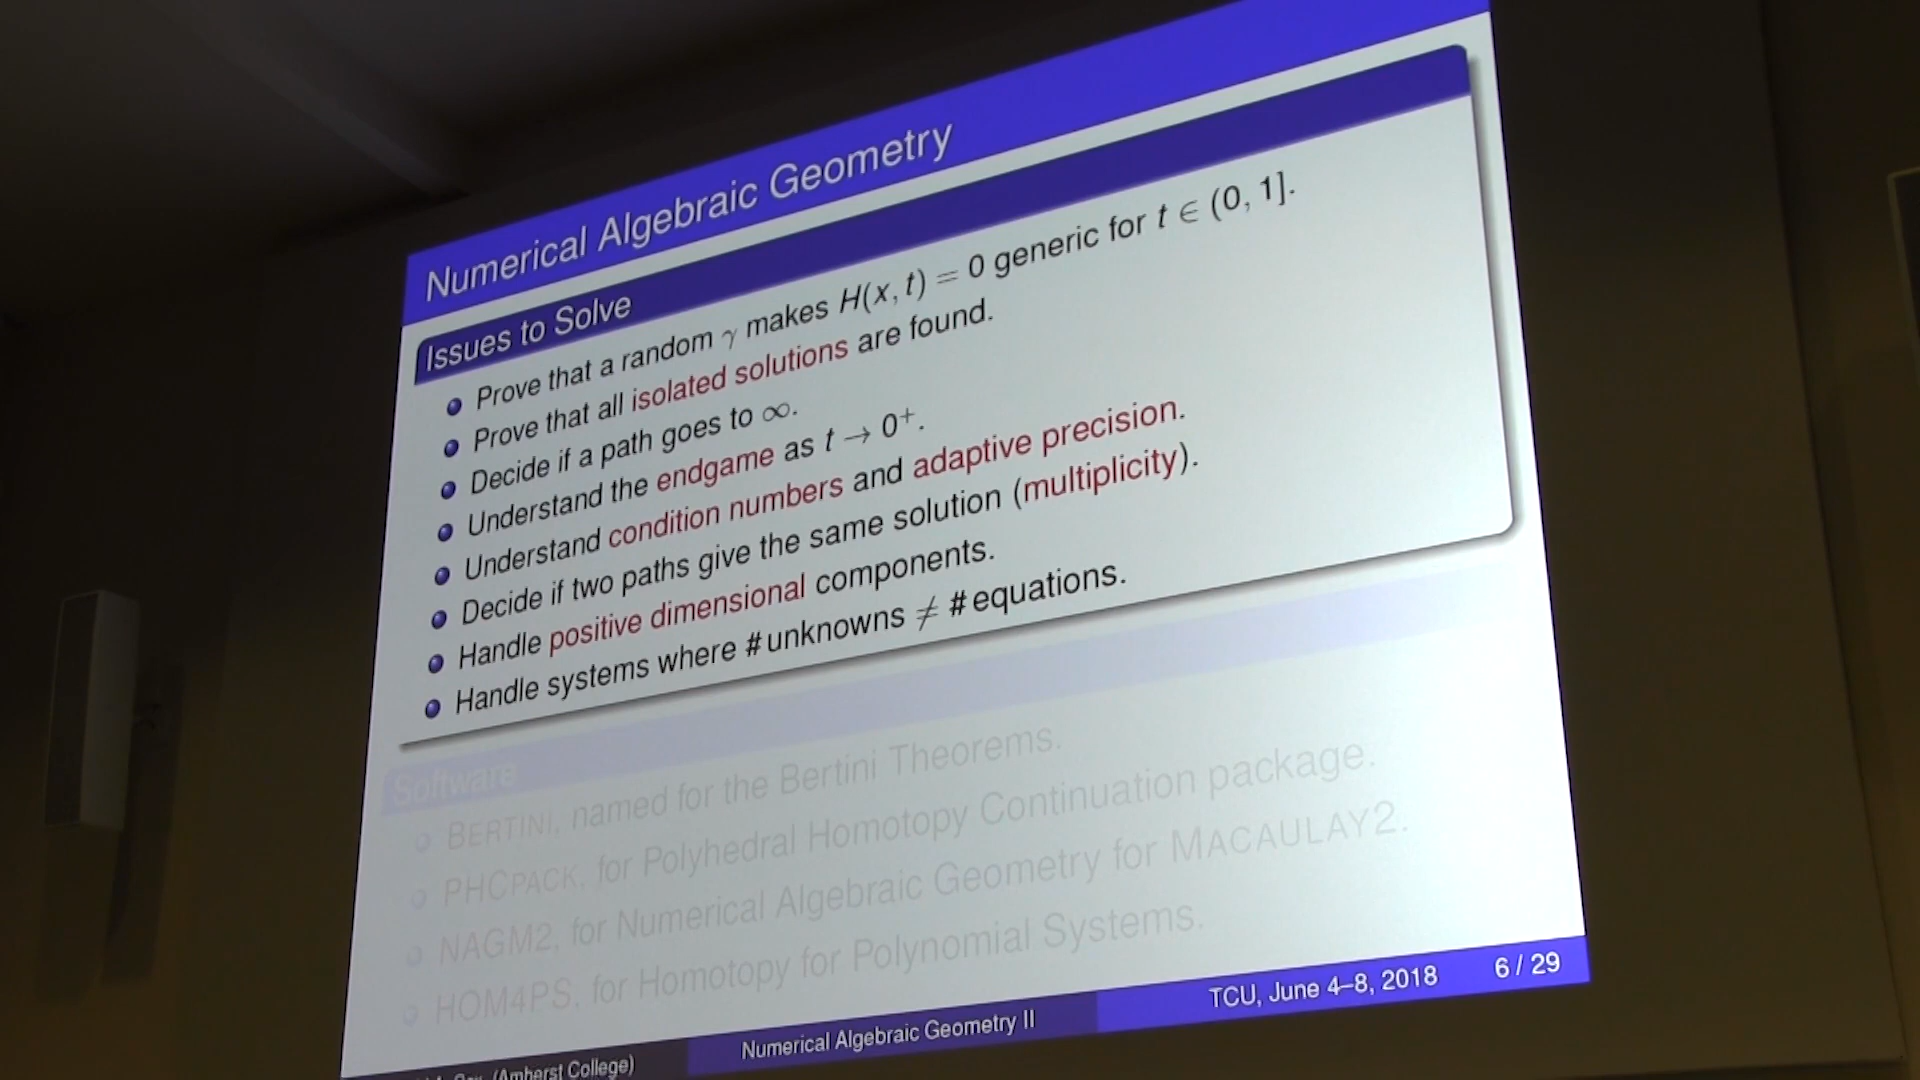 Numerical Algebraic Geometry
Issues to Solve
Prove that a random γ makes H(x, t) = 0 generic for t ∈ (0, 1].
Prove that all isolated solutions are found.
Decide if a path goes to ∞.
Understand the endgame as t → 0⁺.
Understand condition numbers and adaptive precision.
Decide if two paths give the same solution (multiplicity).
Handle positive dimensional components.
Handle systems where # unknowns ≠ # equations.
Software
BERTINI, named for the Bertini Theorems.
PHCPACK, for Polyhedral Homotopy Continuation package.
NAGM2, for Numerical Algebraic Geometry for MACAULAY2.
HOM4PS, for Homotopy for Polynomial Systems.
(Amherst College)
Numerical Algebraic Geometry II
TCU, June 4–8, 2018
6 / 29